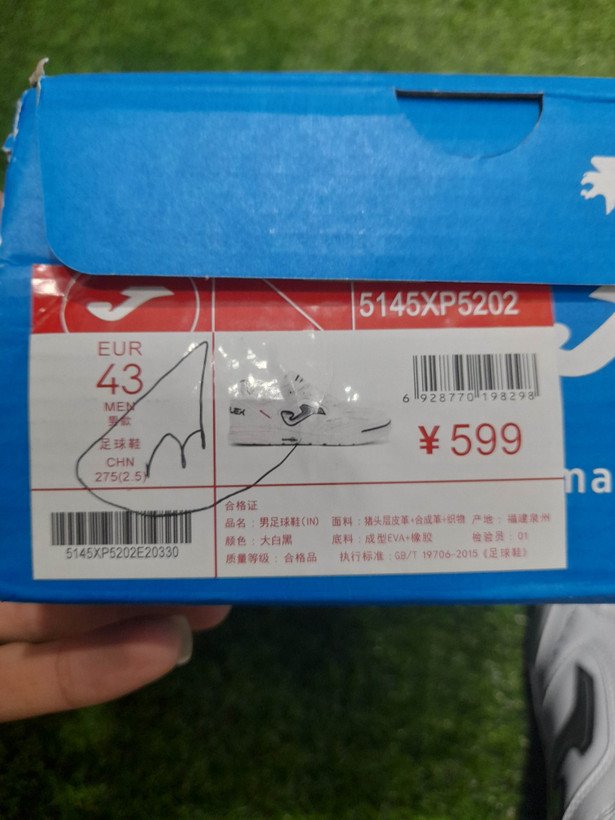 5145XP5202
EUR
43
MEN
男款
足球鞋
CHN
275(2.5)
6 928770 198298
¥599
ma
5145XP5202E20330
合格证
品名：男足球鞋(IN) 面料：猪头层皮革+合成革+织物 产地：福建泉州
颜色：大白黑 底料：成型EVA+橡胶 检验员：01
质量等级：合格品 执行标准：GB/T 19706-2015《足球鞋》